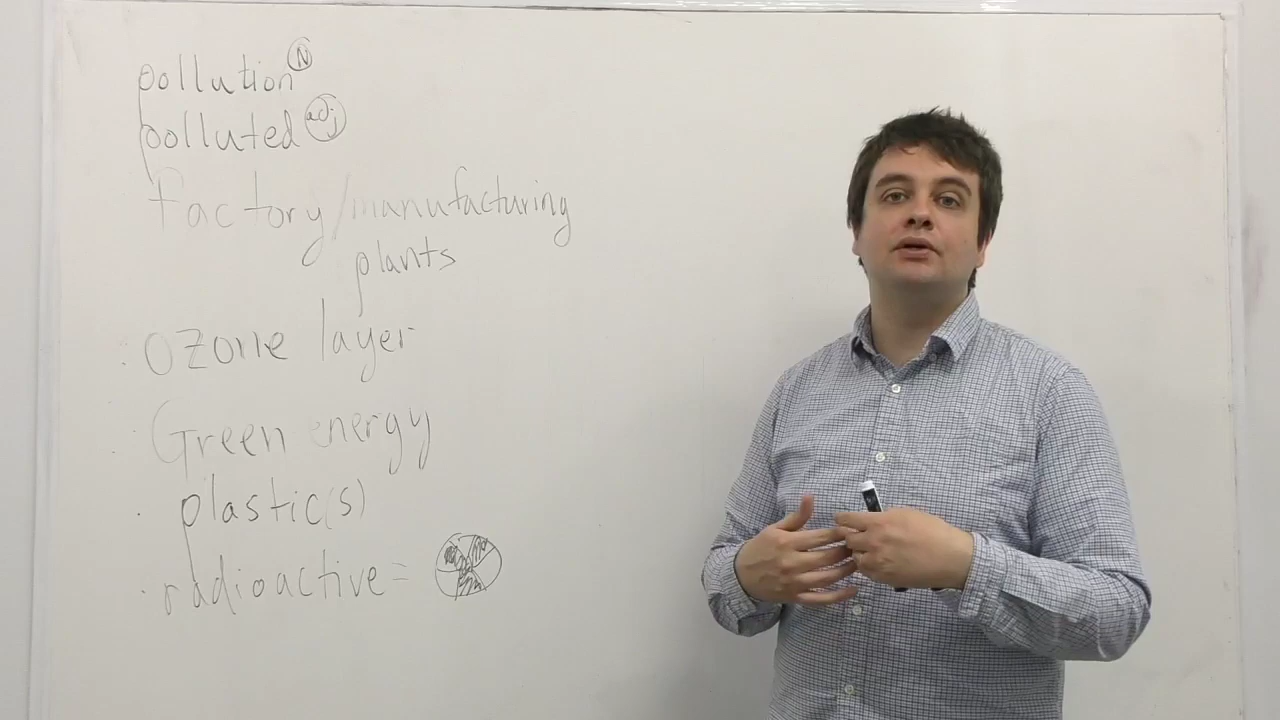 pollution N
polluted adj
factory/manufacturing
plants
· ozone layer
· Green energy
· plastic(s)
· radioactive =